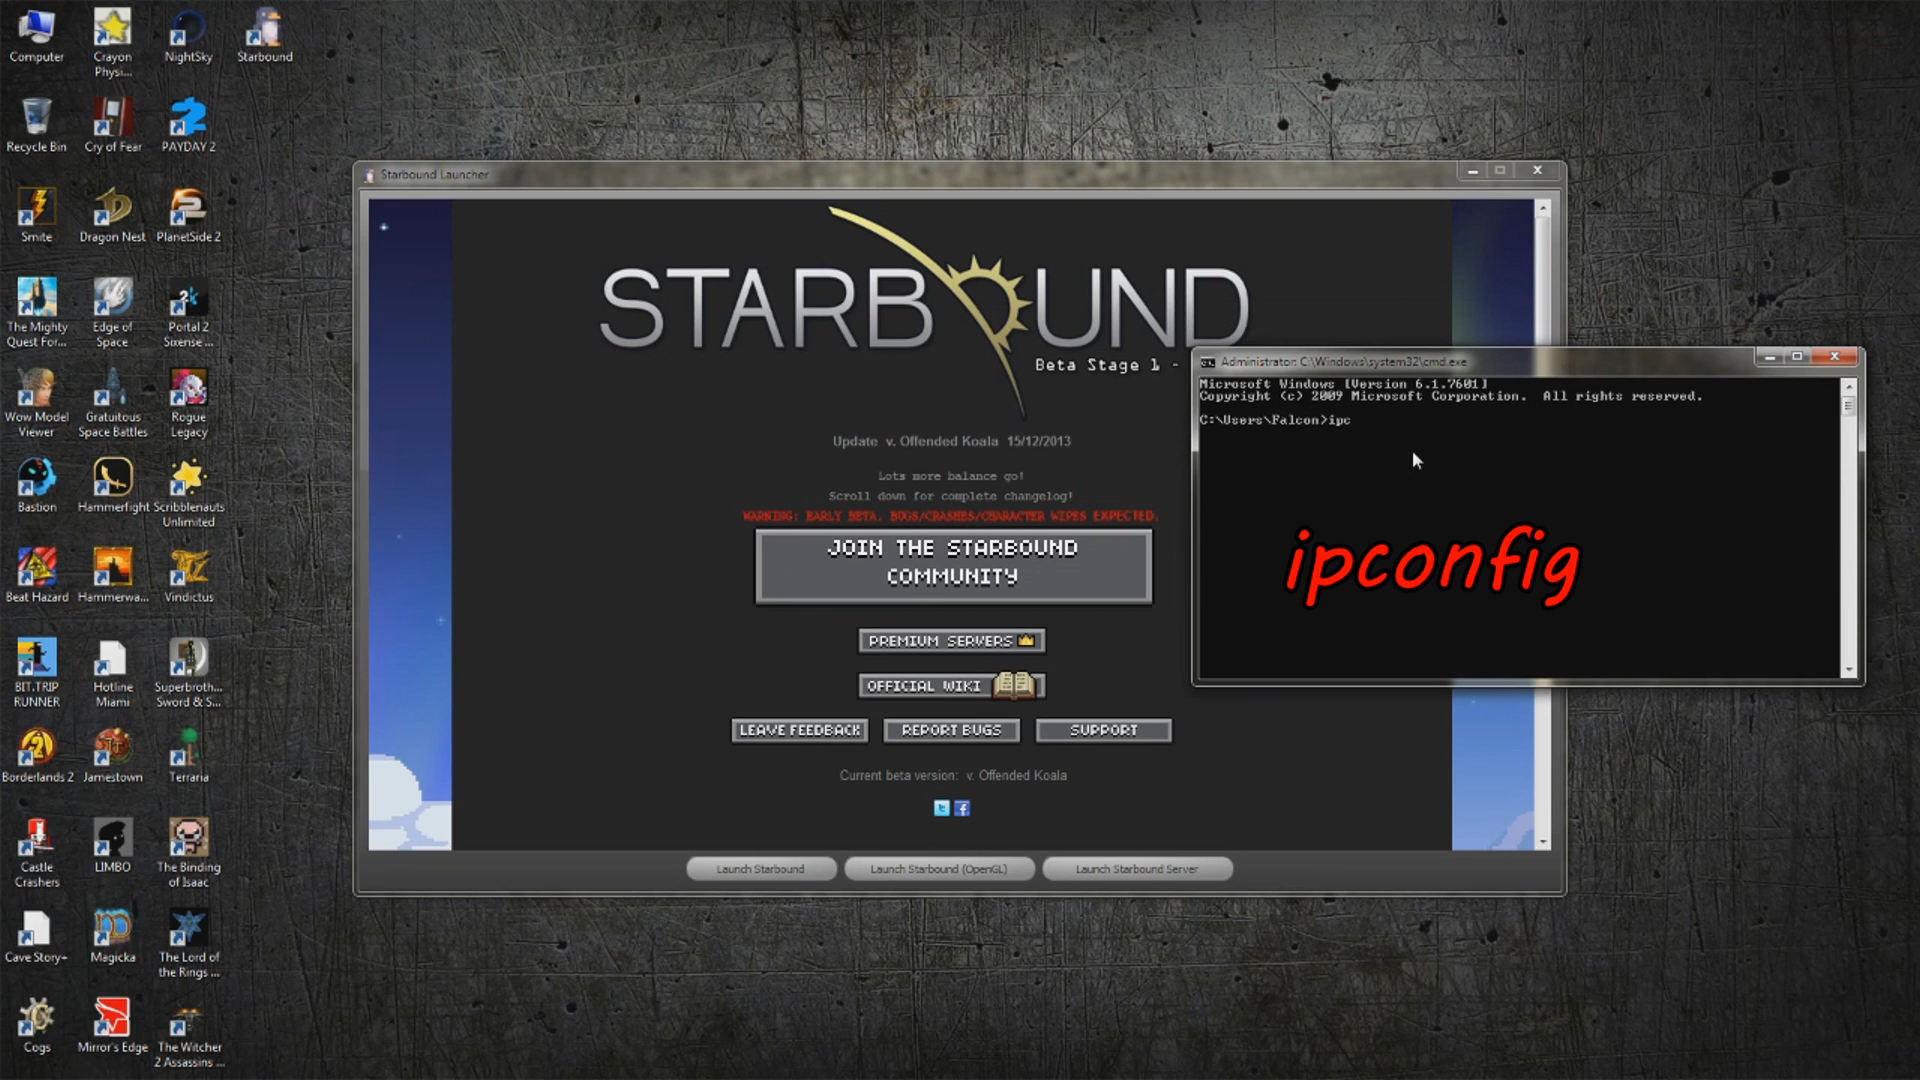 Computer
Crayon
Physi...
NightSky
Starbound
Recycle Bin
Cry of Fear
PAYDAY 2
Smite
Dragon Nest
PlanetSide 2
The Mighty
Quest For...
Edge of
Space
Portal 2
Sixense ...
Wow Model
Viewer
Gratuitous
Space Battles
Rogue
Legacy
Bastion
Hammerfight
Scribblenauts
Unlimited
Beat Hazard
Hammerwa...
Vindictus
BIT.TRIP
RUNNER
Hotline
Miami
Superbroth...
Sword & S...
Borderlands 2
Jamestown
Terraria
Castle
Crashers
LIMBO
The Binding
of Isaac
Cave Story+
Magicka
The Lord of
the Rings ...
Cogs
Mirror's Edge
The Witcher
2 Assassins ...
Starbound Launcher
STARBOUND
Beta Stage 1 -
Update v. Offended Koala 15/12/2013
Lots more balance go!
Scroll down for complete changelog!
WARNING: EARLY BETA. BUGS/CRASHES/CHARACTER WIPES EXPECTED.
JOIN THE STARBOUND
COMMUNITY
PREMIUM SERVERS
OFFICIAL WIKI
LEAVE FEEDBACK
REPORT BUGS
SUPPORT
Current beta version: v. Offended Koala
Launch Starbound
Launch Starbound (OpenGL)
Launch Starbound Server
Administrator: C:\Windows\system32\cmd.exe
Microsoft Windows [Version 6.1.7601]
Copyright (c) 2009 Microsoft Corporation. All rights reserved.
C:\Users\Falcon>ipc
ipconfig